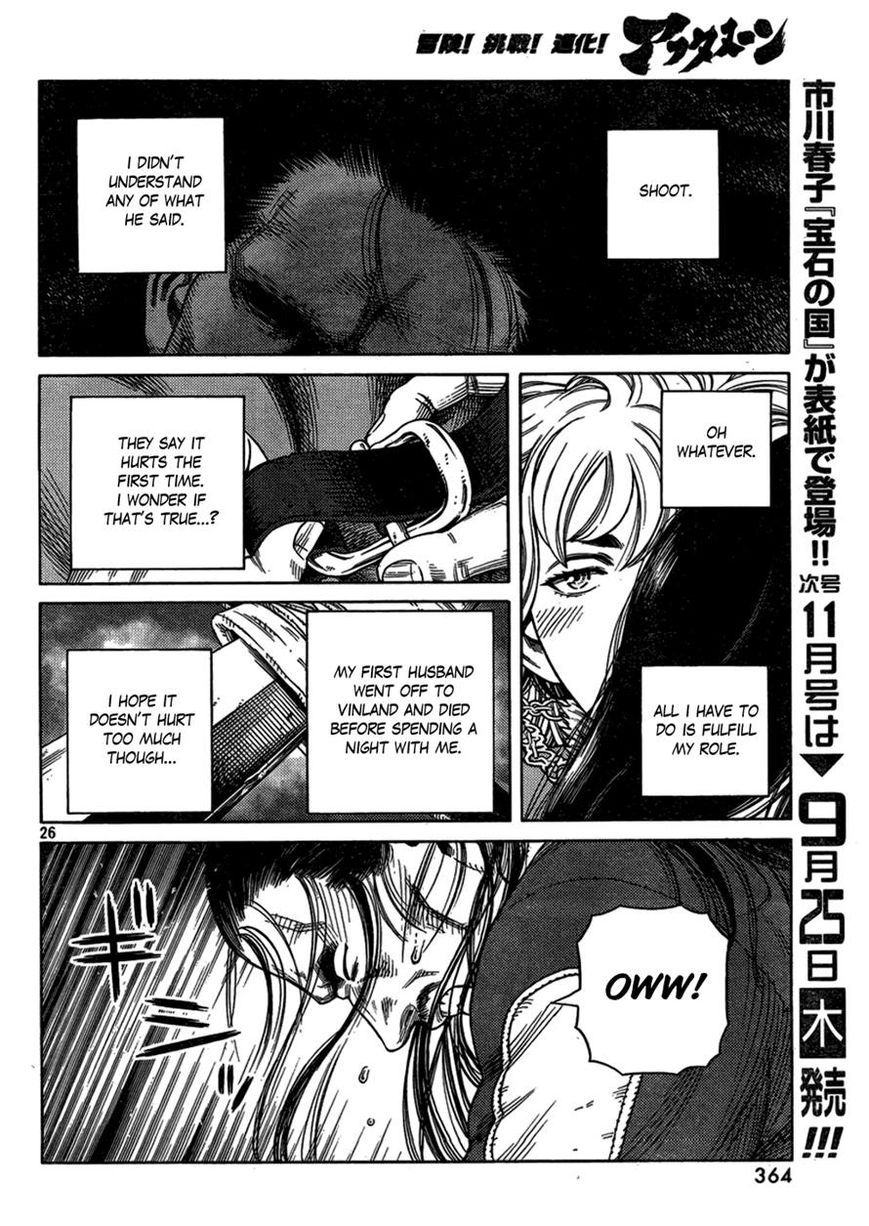 冒険! 挑戦! 進化! アフタヌーン
SHOOT.
I DIDN'T
UNDERSTAND
ANY OF WHAT
HE SAID.
OH
WHATEVER.
ALL I HAVE TO
DO IS FULFILL
MY ROLE.
THEY SAY IT
HURTS THE
FIRST TIME.
I WONDER IF
THAT'S TRUE...?
MY FIRST HUSBAND
WENT OFF TO
VINLAND AND DIED
BEFORE SPENDING A
NIGHT WITH ME.
I HOPE IT
DOESN'T HURT
TOO MUCH
THOUGH...
26
ギッ
OWW!
市川春子『宝石の国』が表紙で登場!! 次号11月号は▼9月25日木発売!!!
364